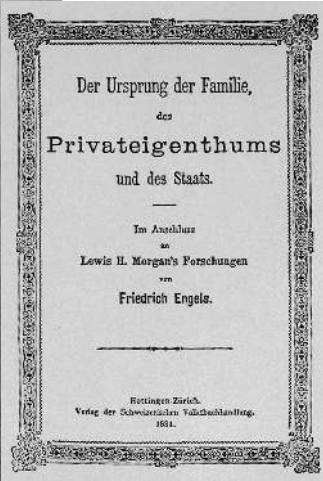 Der Ursprung der Familie,
des
Privateigenthums
und des Staats.
Im Anschluss
an
Lewis H. Morgan's Forschungen
von
Friedrich Engels.
Hottingen-Zürich.
Verlag der Schweizerischen Volksbuchhandlung.
1884.